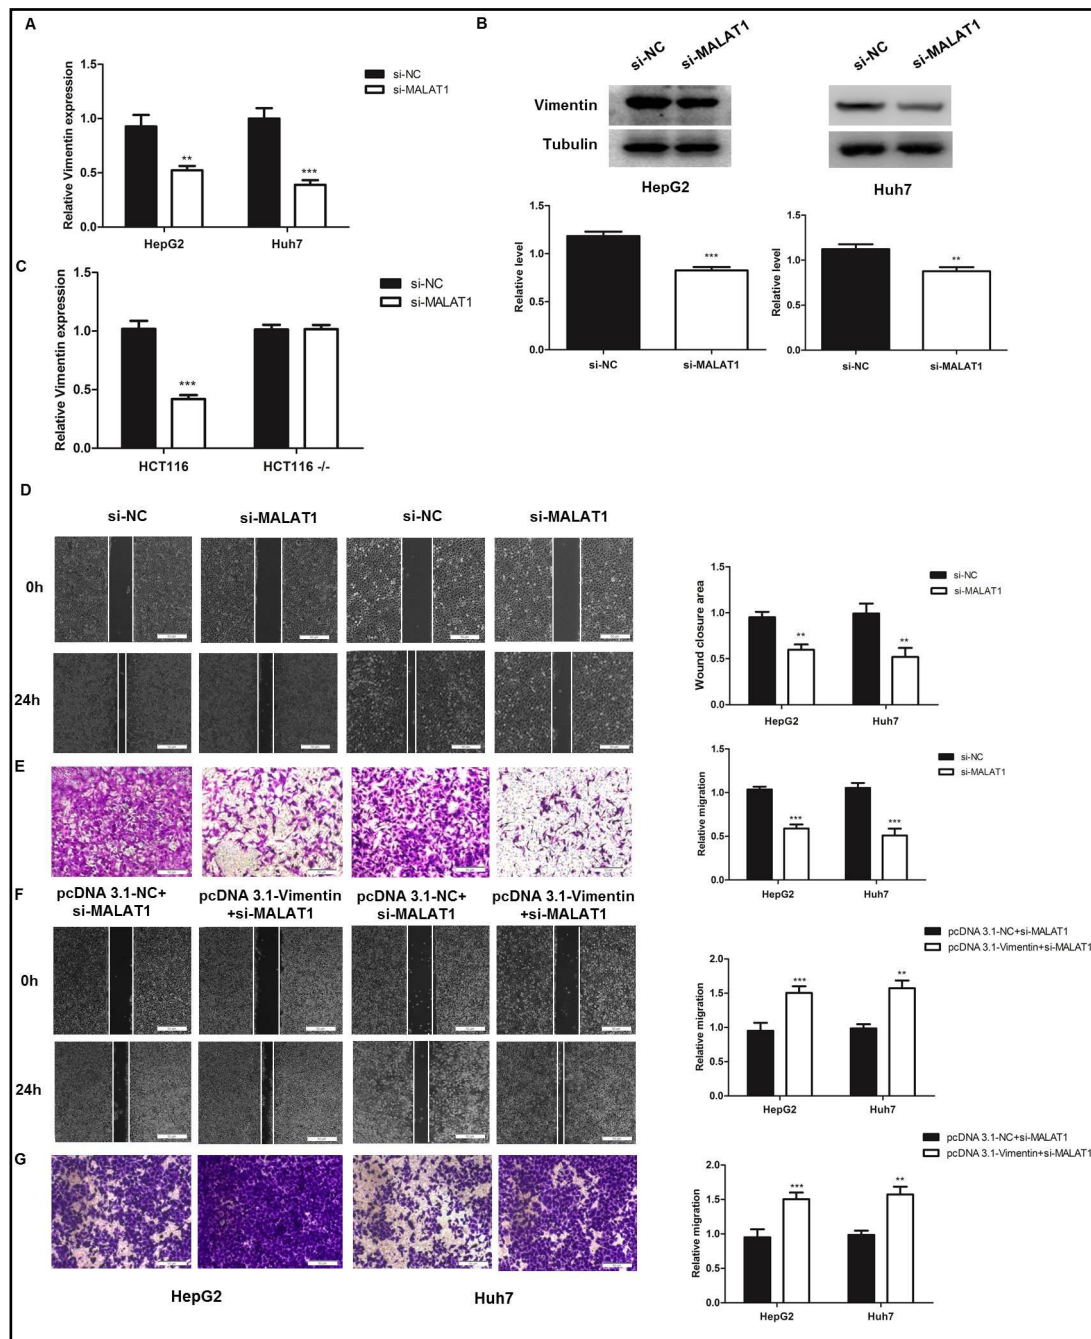 A
Relative Vimentin expression
1.5
1.0
0.5
0.0
si-NC
si-MALAT1
**
***
HepG2
Huh7
B
si-NC
si-MALAT1
si-NC
si-MALAT1
Vimentin
Tubulin
HepG2
Huh7
Relative level
1.5
1.0
0.5
0.0
***
si-NC
si-MALAT1
Relative level
1.5
1.0
0.5
0.0
**
si-NC
si-MALAT1
C
Relative Vimentin expression
1.5
1.0
0.5
0.0
si-NC
si-MALAT1
***
HCT116
HCT116 -/-
D
si-NC
si-MALAT1
si-NC
si-MALAT1
0h
24h
Wound closure area
1.5
1.0
0.5
0.0
si-NC
si-MALAT1
**
**
HepG2
Huh7
E
Relative migration
1.5
1.0
0.5
0.0
si-NC
si-MALAT1
***
***
HepG2
Huh7
F
pcDNA 3.1-NC+
si-MALAT1
pcDNA 3.1-Vimentin
+si-MALAT1
pcDNA 3.1-NC+
si-MALAT1
pcDNA 3.1-Vimentin
+si-MALAT1
0h
24h
pcDNA 3.1-NC+si-MALAT1
pcDNA 3.1-Vimentin+si-MALAT1
Relative migration
2.0
1.5
1.0
0.5
0.0
***
**
HepG2
Huh7
G
pcDNA 3.1-NC+si-MALAT1
pcDNA 3.1-Vimentin+si-MALAT1
Relative migration
2.0
1.5
1.0
0.5
0.0
***
**
HepG2
Huh7
HepG2
Huh7